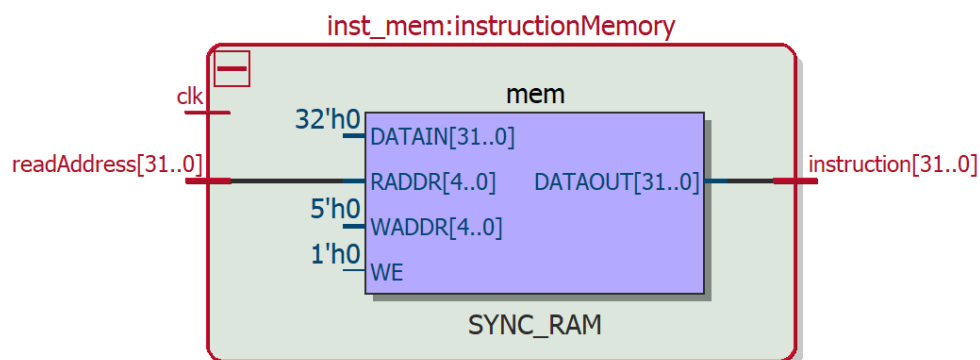 inst_mem:instructionMemory
clk
mem
32'h0
DATAIN[31..0]
readAddress[31..0]
RADDR[4..0]
DATAOUT[31..0]
instruction[31..0]
5'h0
WADDR[4..0]
1'h0
WE
SYNC_RAM